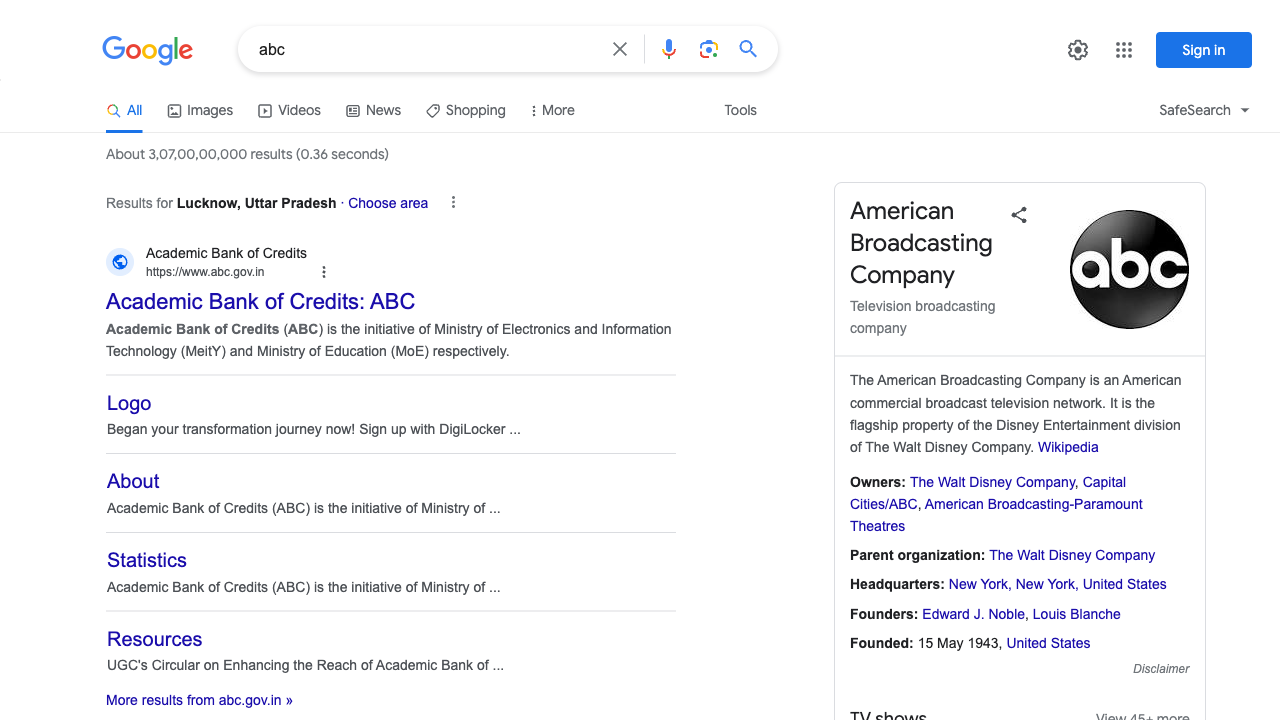 Google
abc
Sign in
All
Images
Videos
News
Shopping
More
Tools
SafeSearch
About 3,07,00,00,000 results (0.36 seconds)
Results for Lucknow, Uttar Pradesh · Choose area
Academic Bank of Credits
https://www.abc.gov.in
Academic Bank of Credits: ABC
Academic Bank of Credits (ABC) is the initiative of Ministry of Electronics and Information
Technology (MeitY) and Ministry of Education (MoE) respectively.
Logo
Began your transformation journey now! Sign up with DigiLocker ...
About
Academic Bank of Credits (ABC) is the initiative of Ministry of ...
Statistics
Academic Bank of Credits (ABC) is the initiative of Ministry of ...
Resources
UGC's Circular on Enhancing the Reach of Academic Bank of ...
More results from abc.gov.in »
American
Broadcasting
Company
Television broadcasting
company
abc
The American Broadcasting Company is an American
commercial broadcast television network. It is the
flagship property of the Disney Entertainment division
of The Walt Disney Company. Wikipedia
Owners: The Walt Disney Company, Capital
Cities/ABC, American Broadcasting-Paramount
Theatres
Parent organization: The Walt Disney Company
Headquarters: New York, New York, United States
Founders: Edward J. Noble, Louis Blanche
Founded: 15 May 1943, United States
Disclaimer
TV shows
View 45+ more